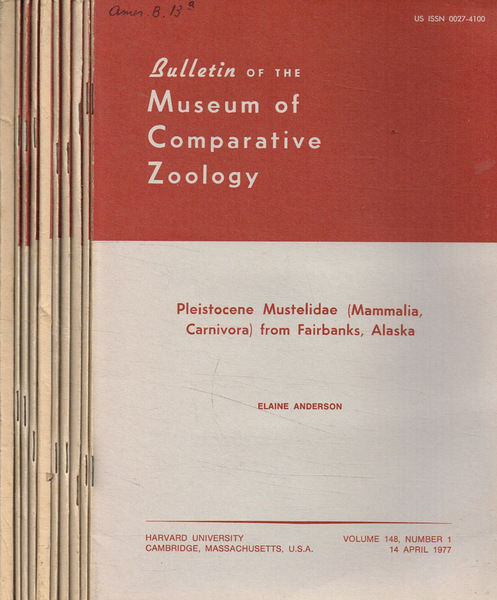 Amer. B. 13ª
US ISSN 0027-4100
Bulletin OF THE
Museum of
Comparative
Zoology
Pleistocene Mustelidae (Mammalia,
Carnivora) from Fairbanks, Alaska
ELAINE ANDERSON
HARVARD UNIVERSITY
CAMBRIDGE, MASSACHUSETTS, U.S.A.
VOLUME 148, NUMBER 1
14 APRIL 1977